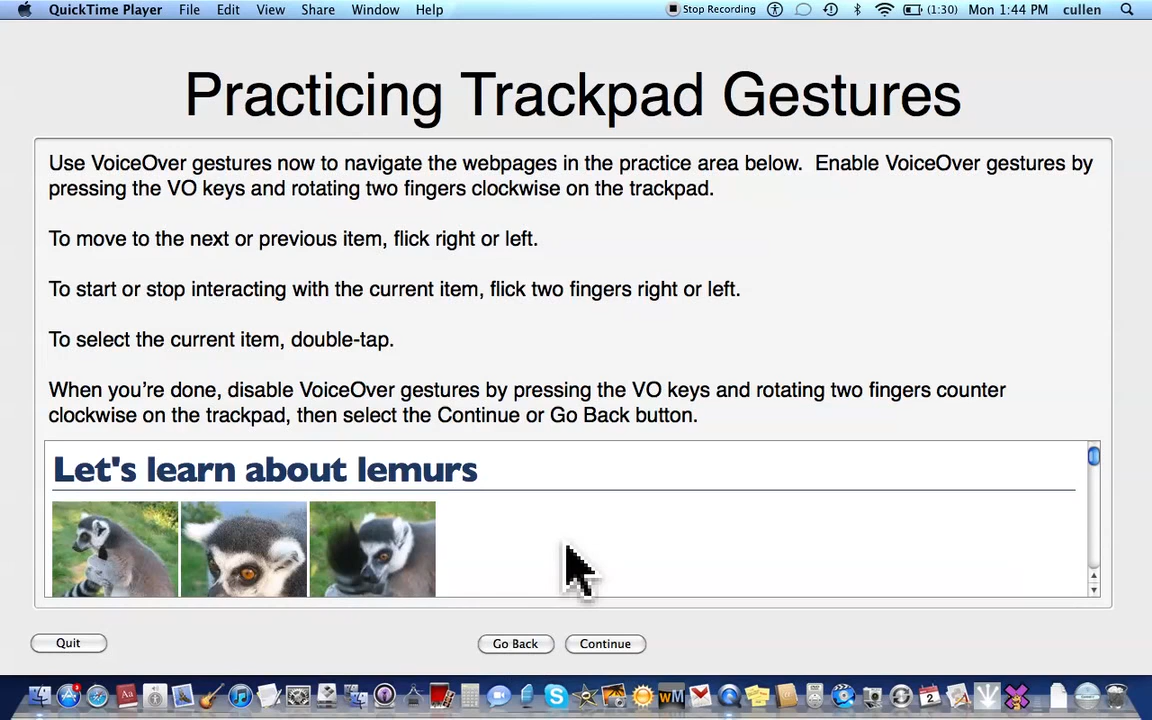 QuickTime Player File Edit View Share Window Help Stop Recording (1:30) Mon 1:44 PM cullen
Practicing Trackpad Gestures
Use VoiceOver gestures now to navigate the webpages in the practice area below. Enable VoiceOver gestures by
pressing the VO keys and rotating two fingers clockwise on the trackpad.
To move to the next or previous item, flick right or left.
To start or stop interacting with the current item, flick two fingers right or left.
To select the current item, double-tap.
When you're done, disable VoiceOver gestures by pressing the VO keys and rotating two fingers counter
clockwise on the trackpad, then select the Continue or Go Back button.
Let's learn about lemurs
Quit Go Back Continue